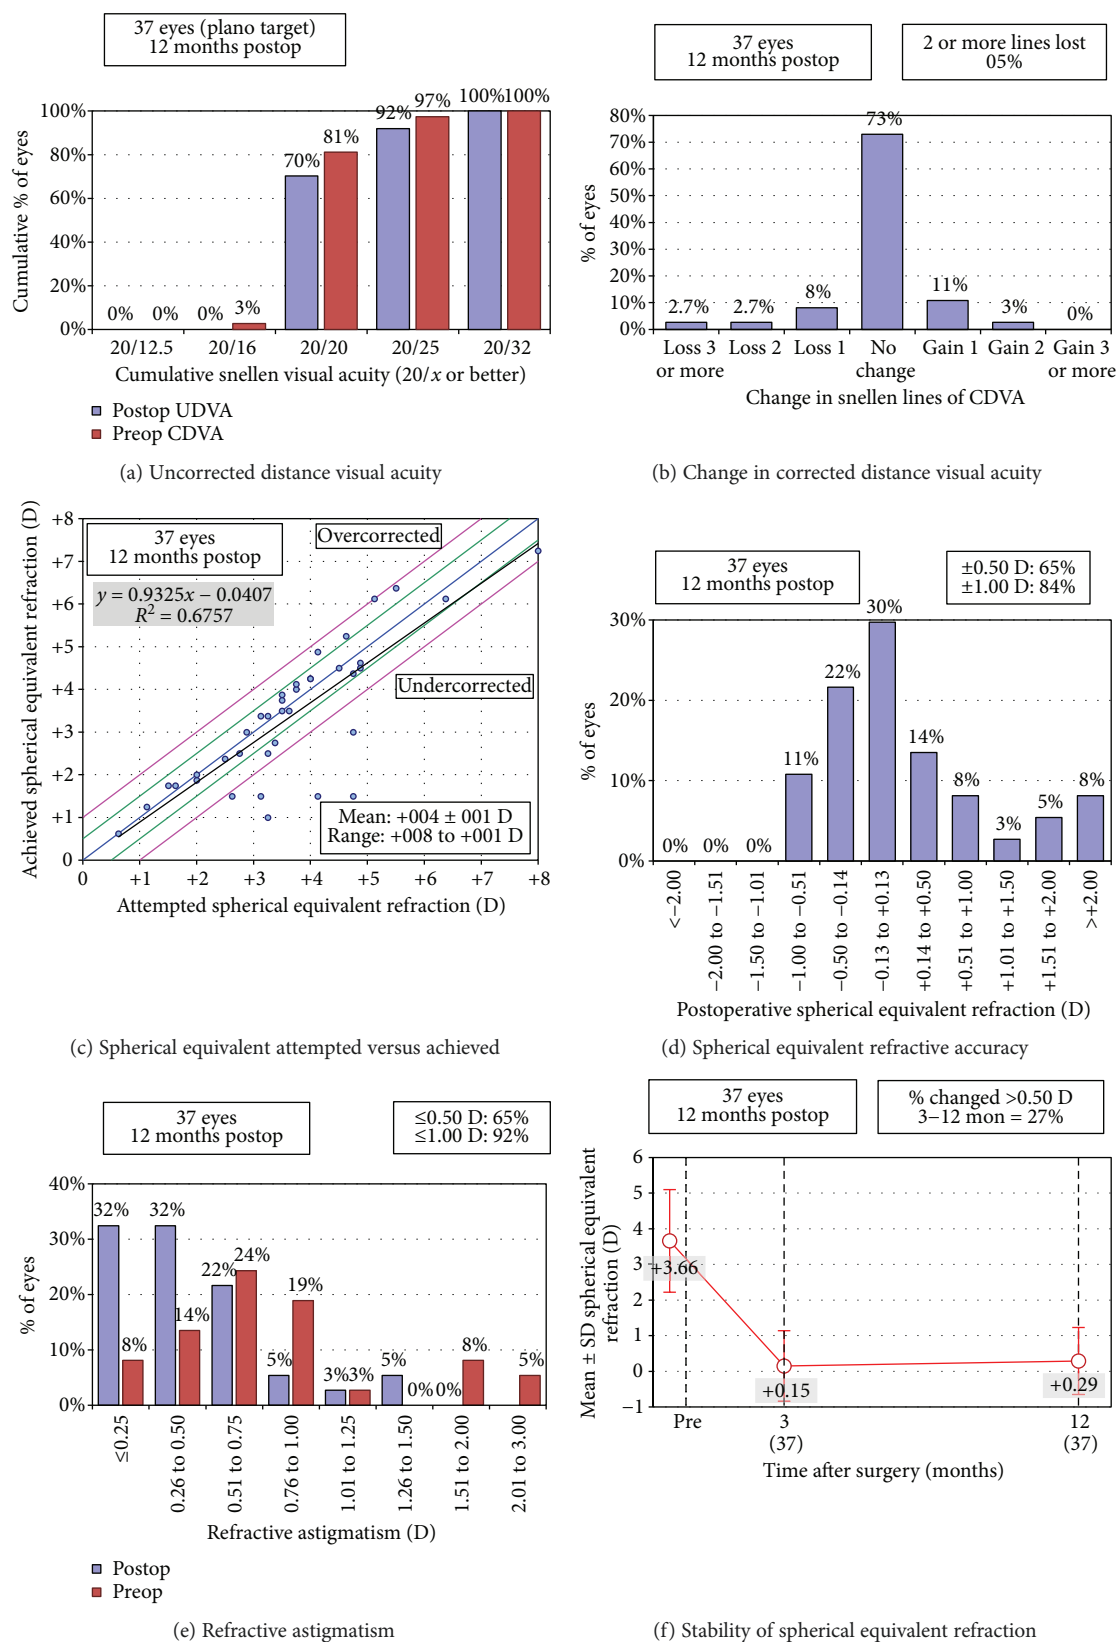 37 eyes (plano target)
12 months postop
100%
80%
60%
40%
20%
0%
Cumulative % of eyes
0%
0%
0%
3%
70%
81%
92%
97%
100%
100%
20/12.5
20/16
20/20
20/25
20/32
Cumulative snellen visual acuity (20/x or better)
Postop UDVA
Preop CDVA
(a) Uncorrected distance visual acuity
37 eyes
12 months postop
2 or more lines lost
05%
80%
70%
60%
50%
40%
30%
20%
10%
0%
% of eyes
2.7%
2.7%
8%
73%
11%
3%
0%
Loss 3 or more
Loss 2
Loss 1
No change
Gain 1
Gain 2
Gain 3 or more
Change in snellen lines of CDVA
(b) Change in corrected distance visual acuity
37 eyes
12 months postop
y = 0.9325x − 0.0407
R² = 0.6757
Overcorrected
Undercorrected
Mean: +004 ± 001 D
Range: +008 to +001 D
+8
+7
+6
+5
+4
+3
+2
+1
0
Achieved spherical equivalent refraction (D)
0
+1
+2
+3
+4
+5
+6
+7
+8
Attempted spherical equivalent refraction (D)
(c) Spherical equivalent attempted versus achieved
37 eyes
12 months postop
±0.50 D: 65%
±1.00 D: 84%
30%
20%
10%
0%
% of eyes
0%
0%
0%
11%
22%
30%
14%
8%
3%
5%
8%
<−2.00
−2.00 to −1.51
−1.50 to −1.01
−1.00 to −0.51
−0.50 to −0.14
−0.13 to +0.13
+0.14 to +0.50
+0.51 to +1.00
+1.01 to +1.50
+1.51 to +2.00
>+2.00
Postoperative spherical equivalent refraction (D)
(d) Spherical equivalent refractive accuracy
37 eyes
12 months postop
≤0.50 D: 65%
≤1.00 D: 92%
40%
30%
20%
10%
0%
% of eyes
32%
8%
32%
14%
22%
24%
5%
19%
3%
3%
5%
0%
0%
8%
5%
≤0.25
0.26 to 0.50
0.51 to 0.75
0.76 to 1.00
1.01 to 1.25
1.26 to 1.50
1.51 to 2.00
2.01 to 3.00
Refractive astigmatism (D)
Postop
Preop
(e) Refractive astigmatism
37 eyes
12 months postop
% changed >0.50 D
3–12 mon = 27%
6
5
4
3
2
1
0
−1
Mean ± SD spherical equivalent
refraction (D)
+3.66
+0.15
+0.29
Pre
3
(37)
12
(37)
Time after surgery (months)
(f) Stability of spherical equivalent refraction